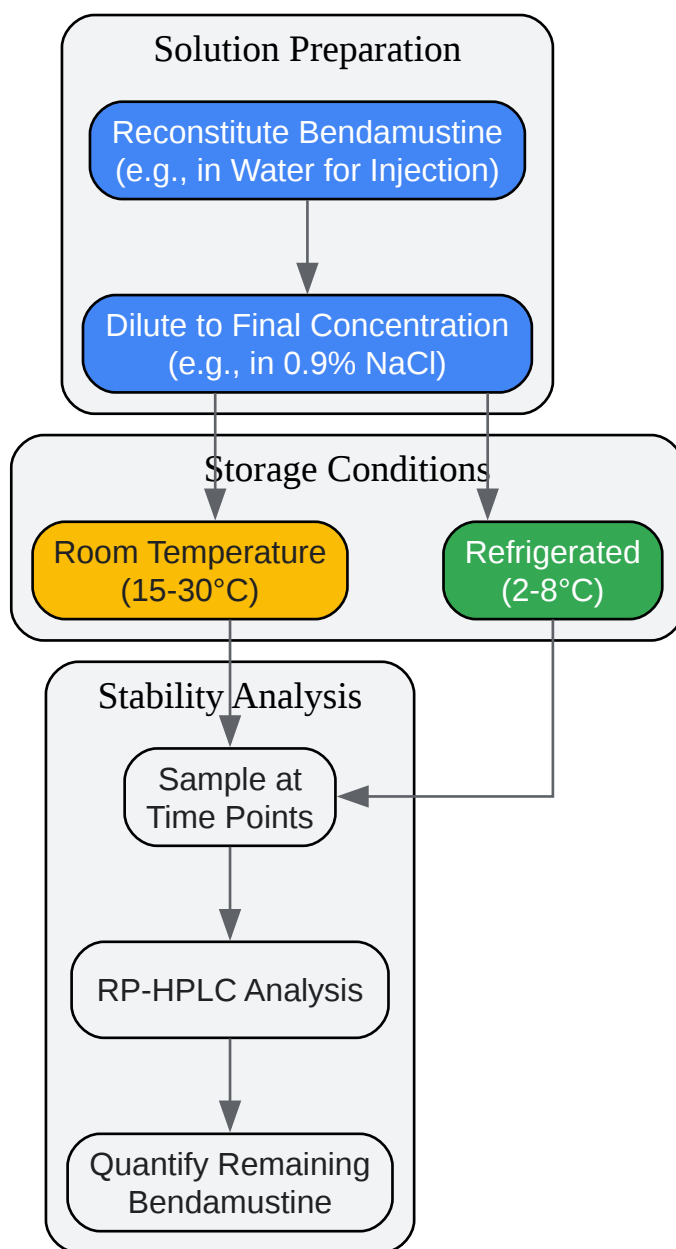 Solution Preparation
Reconstitute Bendamustine
(e.g., in Water for Injection)
Dilute to Final Concentration
(e.g., in 0.9% NaCl)
Storage Conditions
Room Temperature
(15-30°C)
Refrigerated
(2-8°C)
Stability Analysis
Sample at
Time Points
RP-HPLC Analysis
Quantify Remaining
Bendamustine